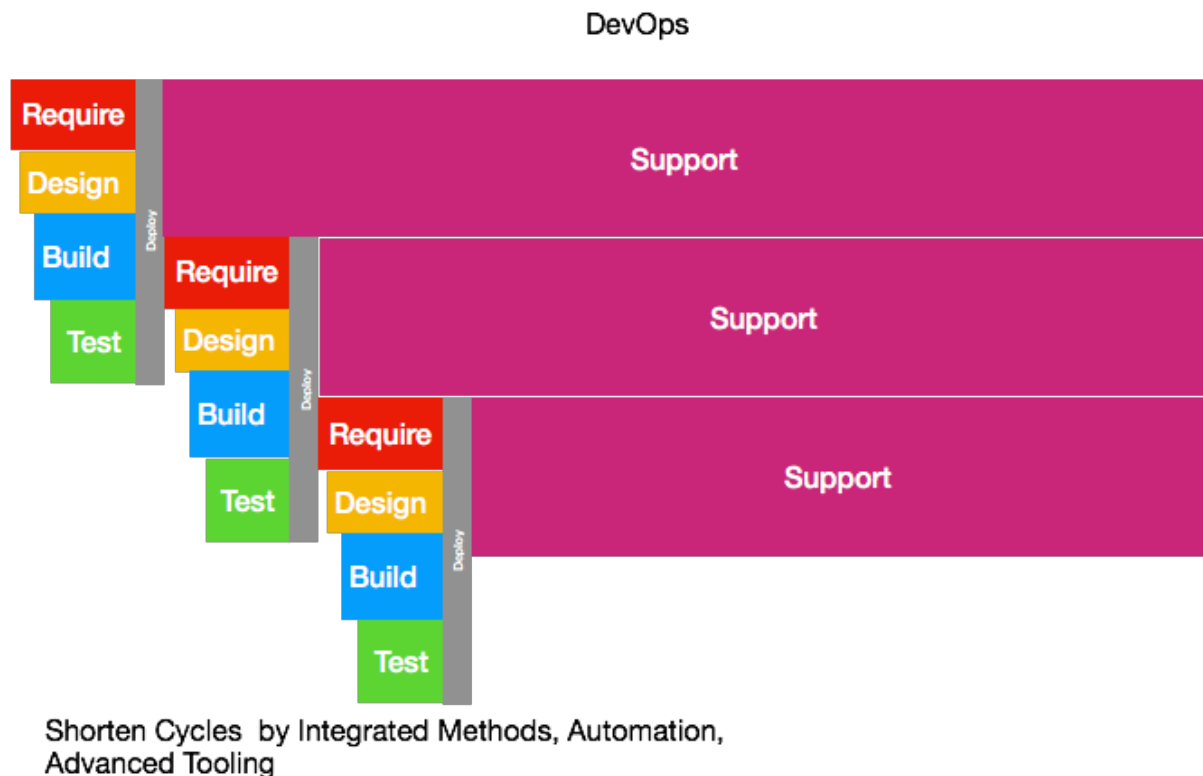 DevOps
Require
Design
Build
Test
Deploy
Support
Require
Design
Build
Test
Deploy
Support
Require
Design
Build
Test
Deploy
Support
Shorten Cycles by Integrated Methods, Automation,
Advanced Tooling